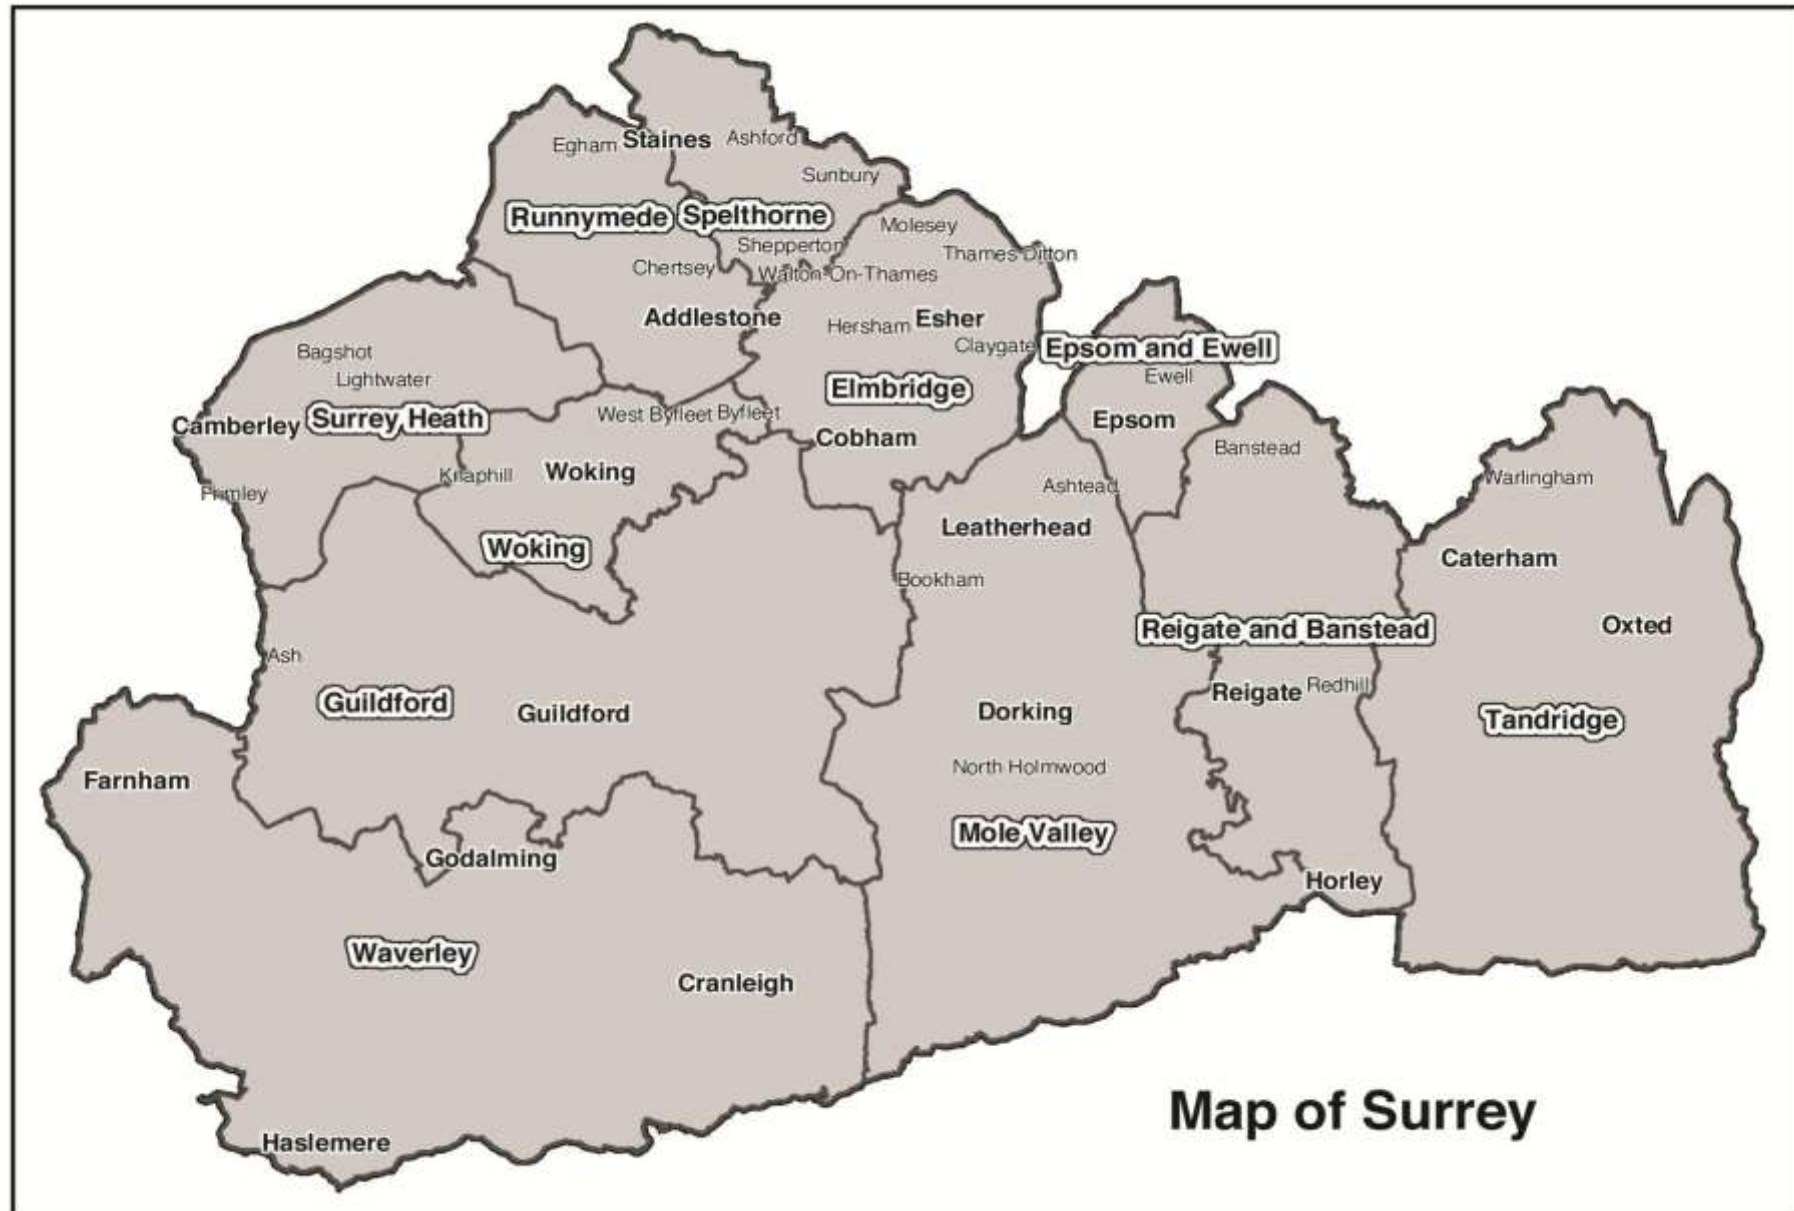 Egham
Staines
Ashford
Sunbury
Runnymede
Spelthorne
Molesey
Shepperton
Thames Ditton
Chertsey
Walton-On-Thames
Addlestone
Hersham
Esher
Claygate
Epsom and Ewell
Bagshot
Lightwater
Ewell
Elmbridge
Camberley
Surrey Heath
West Byfleet
Byfleet
Epsom
Cobham
Banstead
Knaphill
Woking
Warlingham
Frimley
Ashtead
Leatherhead
Woking
Caterham
Bookham
Oxted
Reigate and Banstead
Ash
Guildford
Guildford
Dorking
Reigate
Redhill
Tandridge
North Holmwood
Farnham
Mole Valley
Godalming
Horley
Waverley
Cranleigh
Map of Surrey
Haslemere